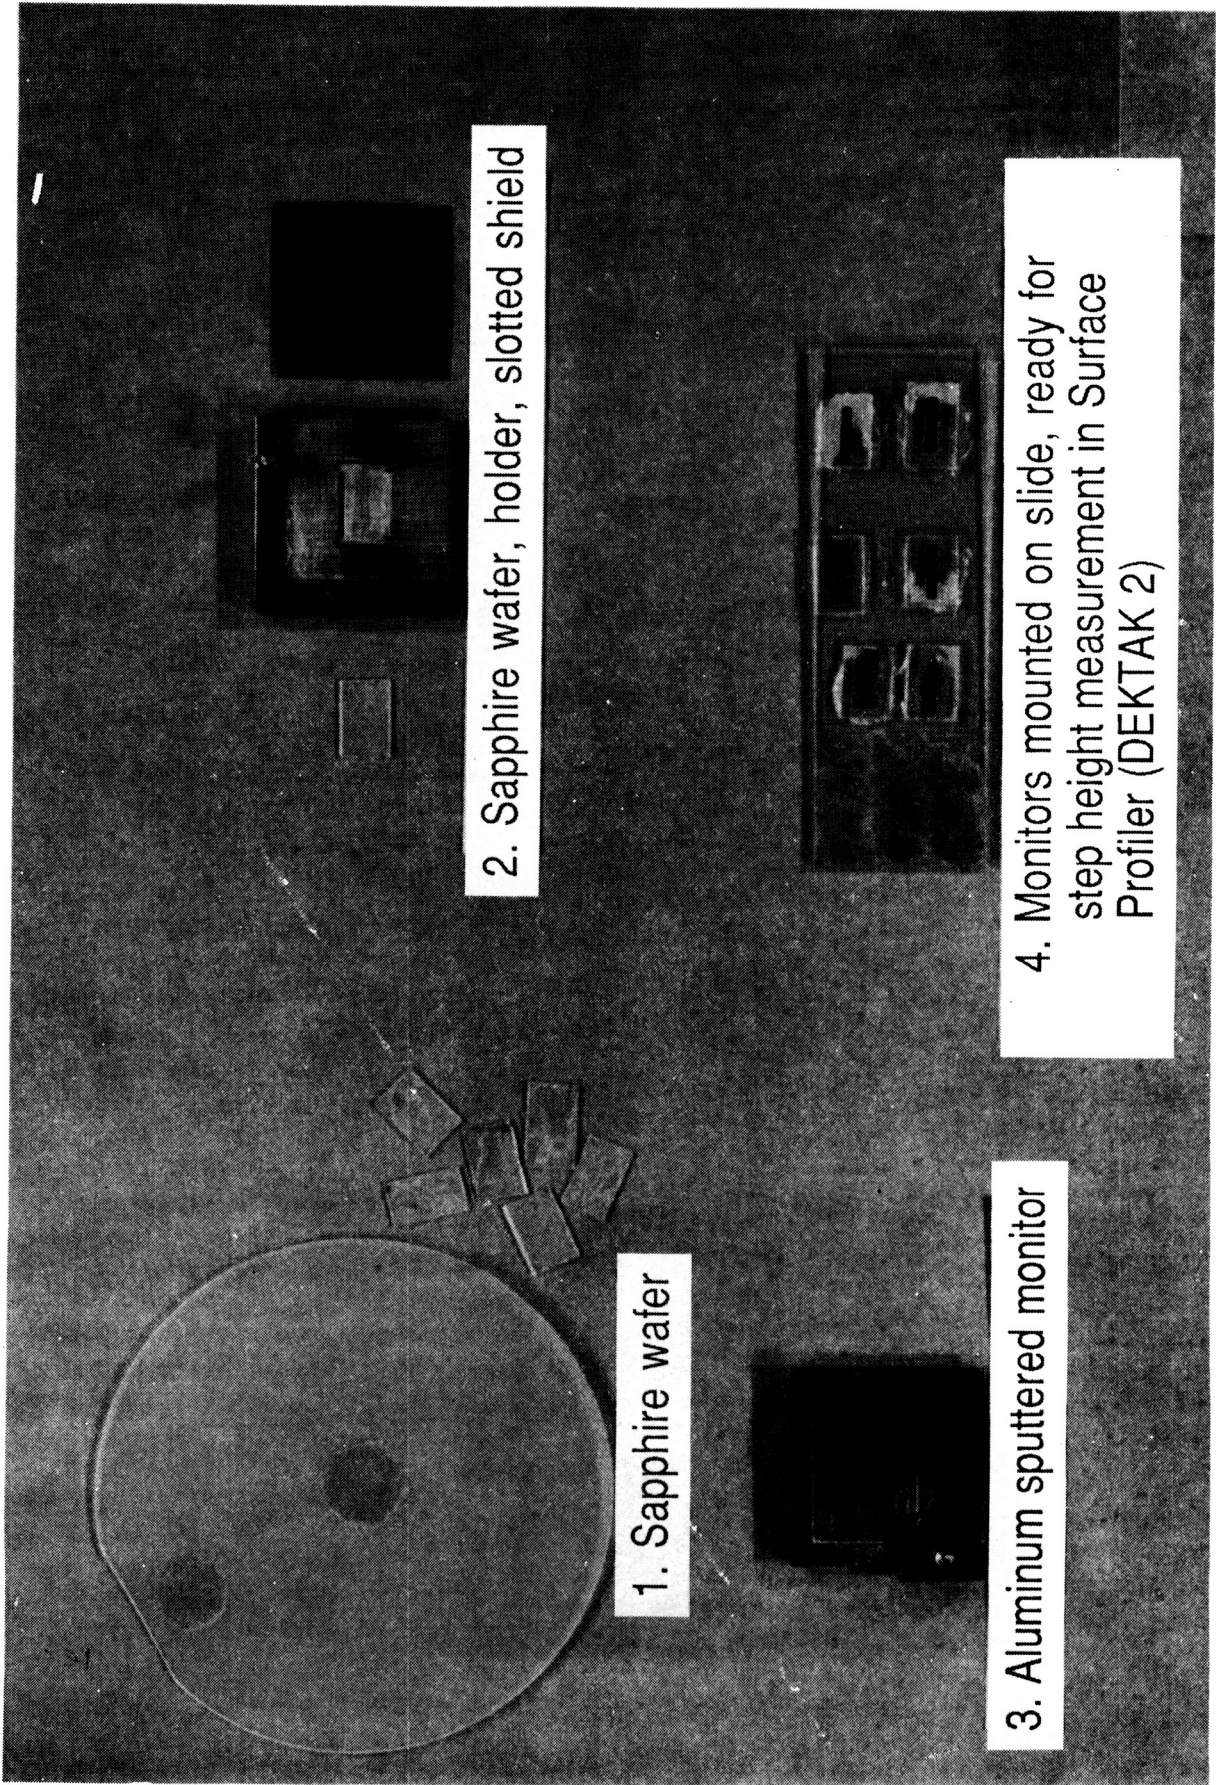 1. Sapphire wafer
2. Sapphire wafer, holder, slotted shield
3. Aluminum sputtered monitor
4. Monitors mounted on slide, ready for
step height measurement in Surface
Profiler (DEKTAK 2)